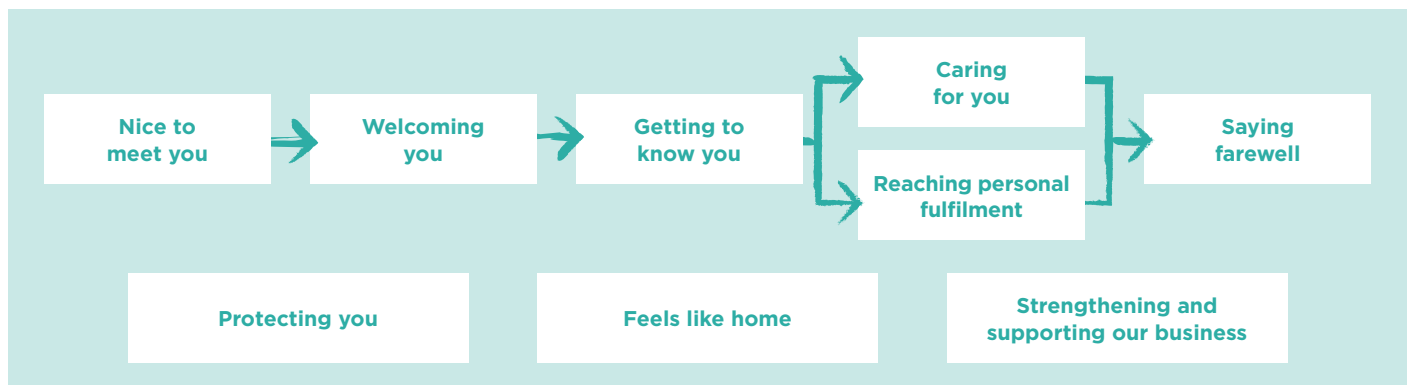 Nice to
meet you
Welcoming
you
Getting to
know you
Caring
for you
Reaching personal
fulfilment
Saying
farewell
Protecting you
Feels like home
Strengthening and
supporting our business